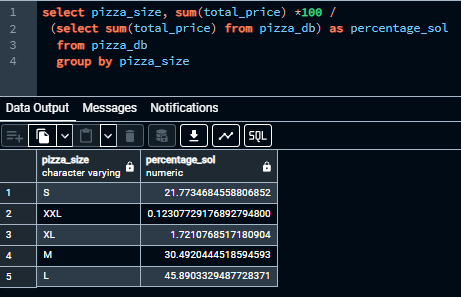 1 select pizza_size, sum(total_price) *100 /
2 (select sum(total_price) from pizza_db) as percentage_sol
3 from pizza_db
4 group by pizza_size
Data Output Messages Notifications
SQL
pizza_size percentage_sol
character varying numeric
1 S 21.7734684558806852
2 XXL 0.12307729176892794800
3 XL 1.7210768517180904
4 M 30.4920444518594593
5 L 45.8903329487728371